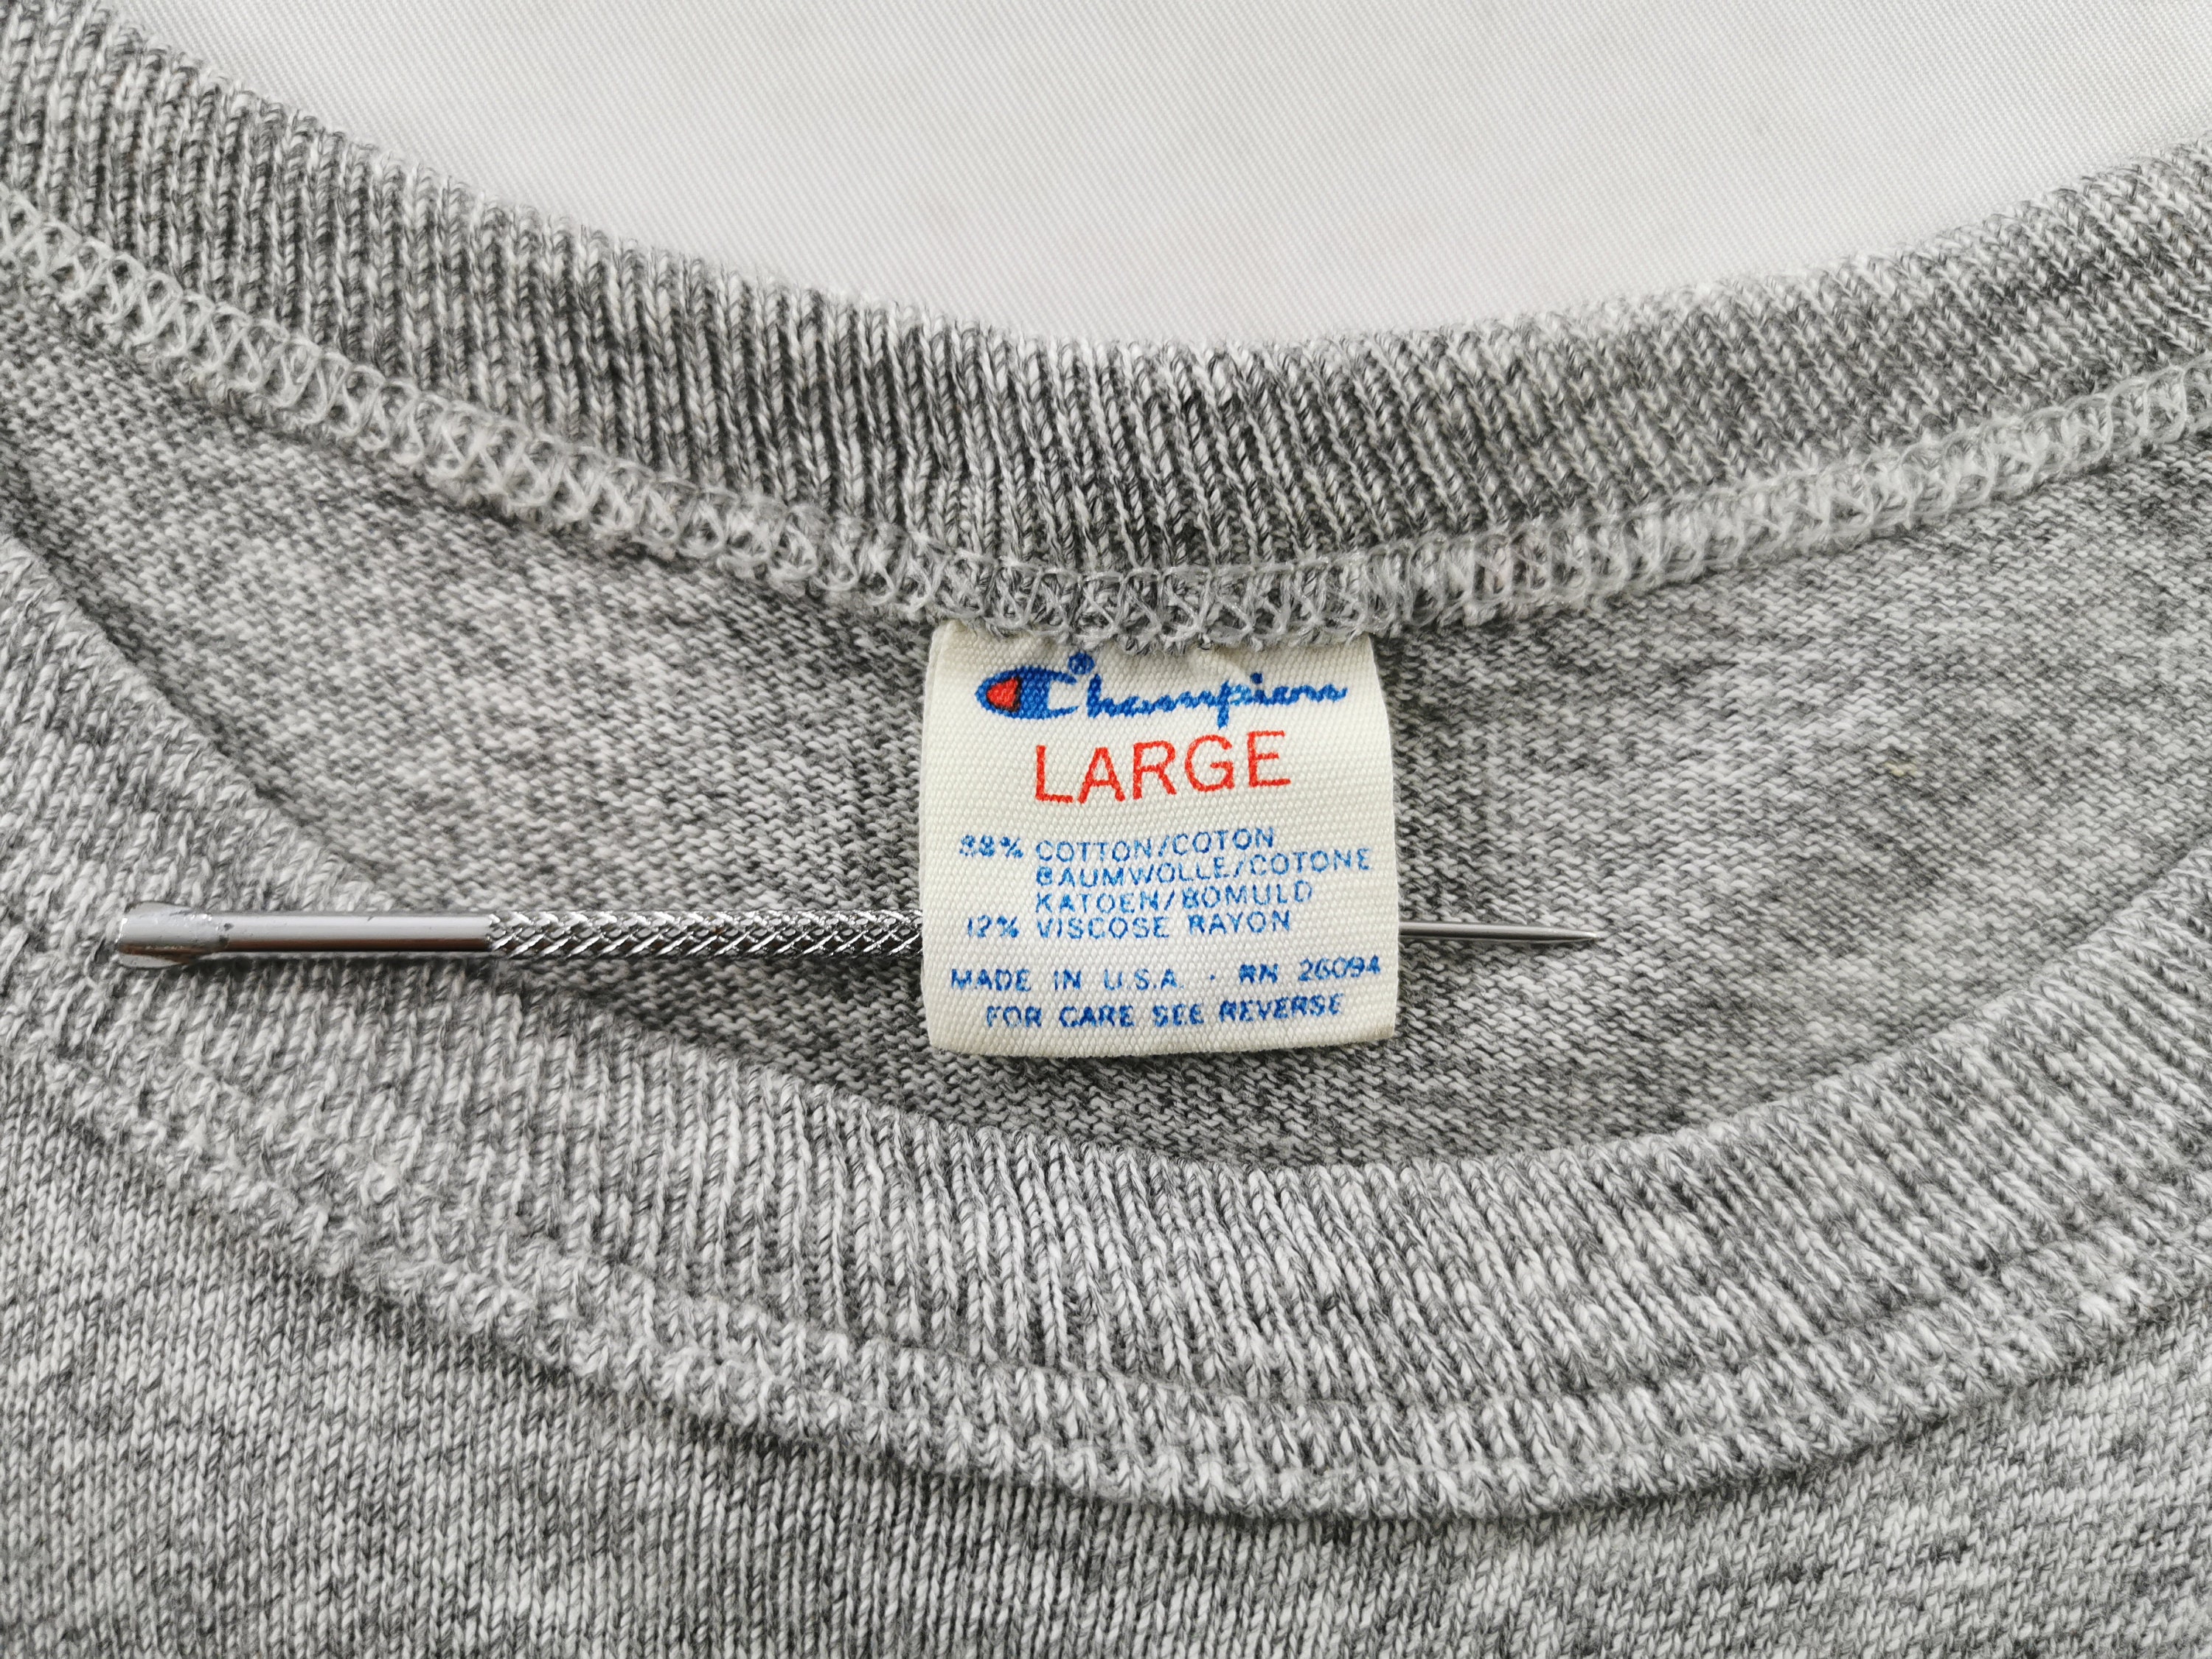 Champion®
LARGE
88% COTTON/COTON
BAUMWOLLE/COTONE
KATOEN/BOMULD
12% VISCOSE RAYON
MADE IN U.S.A. - RN 26094
FOR CARE SEE REVERSE